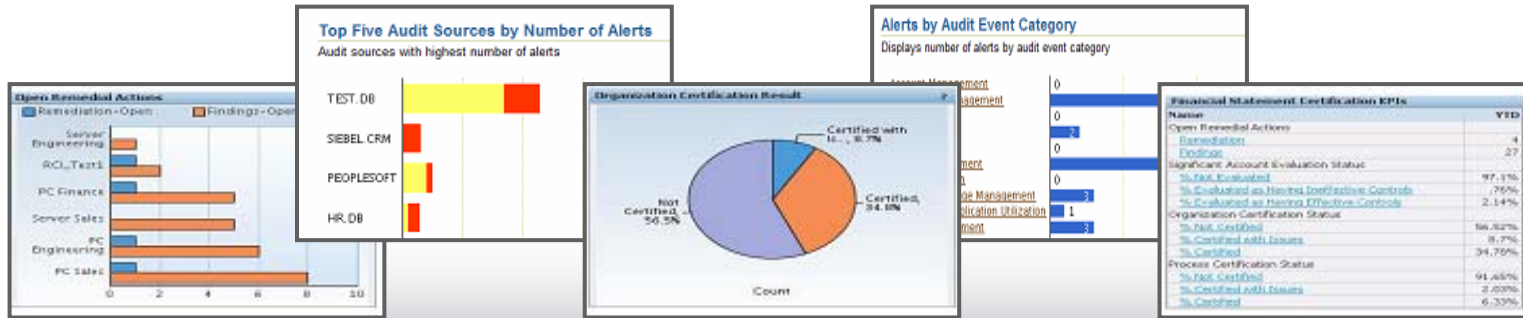 Open Remedial Actions
Remediation-Open
Findings-Open
Server
Engineering
RCI_Test1
PC Finance
Server Sales
PC
Engineering
PC Sales
0 2 4 6 8 10
Top Five Audit Sources by Number of Alerts
Audit sources with highest number of alerts
TEST.DB
SIEBEL CRM
PEOPLESOFT
HR.DB
Organization Certification Result
Certified with
8.7%
Certified,
34.8%
Not
Certified,
56.5%
Count
Alerts by Audit Event Category
Displays number of alerts by audit event category
Account Management
0
0
2
0
0
3
1
3
Financial Statement Certification KPIs
Name YTD
Open Remedial Actions
Remediation 4
Findings 27
Significant Account Evaluation Status
% Not Evaluated 97.1%
% Evaluated as Having Ineffective Controls .76%
% Evaluated as Having Effective Controls 2.14%
Organization Certification Status
% Not Certified 56.52%
% Certified with Issues 8.7%
% Certified 34.78%
Process Certification Status
% Not Certified 91.65%
% Certified with Issues 2.03%
% Certified 6.33%